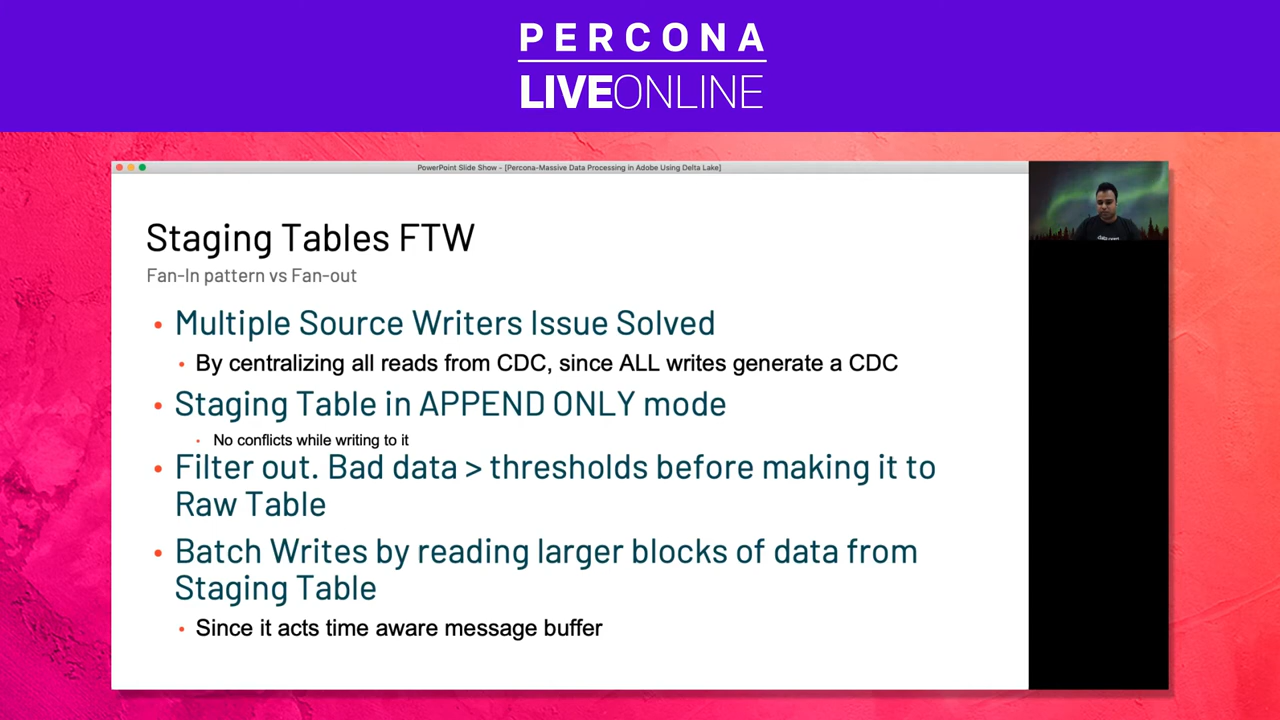 PERCONA
LIVEONLINE
PowerPoint Slide Show - [Percona-Massive Data Processing in Adobe Using Delta Lake]
Staging Tables FTW
Fan-In pattern vs Fan-out
• Multiple Source Writers Issue Solved
• By centralizing all reads from CDC, since ALL writes generate a CDC
• Staging Table in APPEND ONLY mode
• No conflicts while writing to it
• Filter out. Bad data > thresholds before making it to
Raw Table
• Batch Writes by reading larger blocks of data from
Staging Table
• Since it acts time aware message buffer